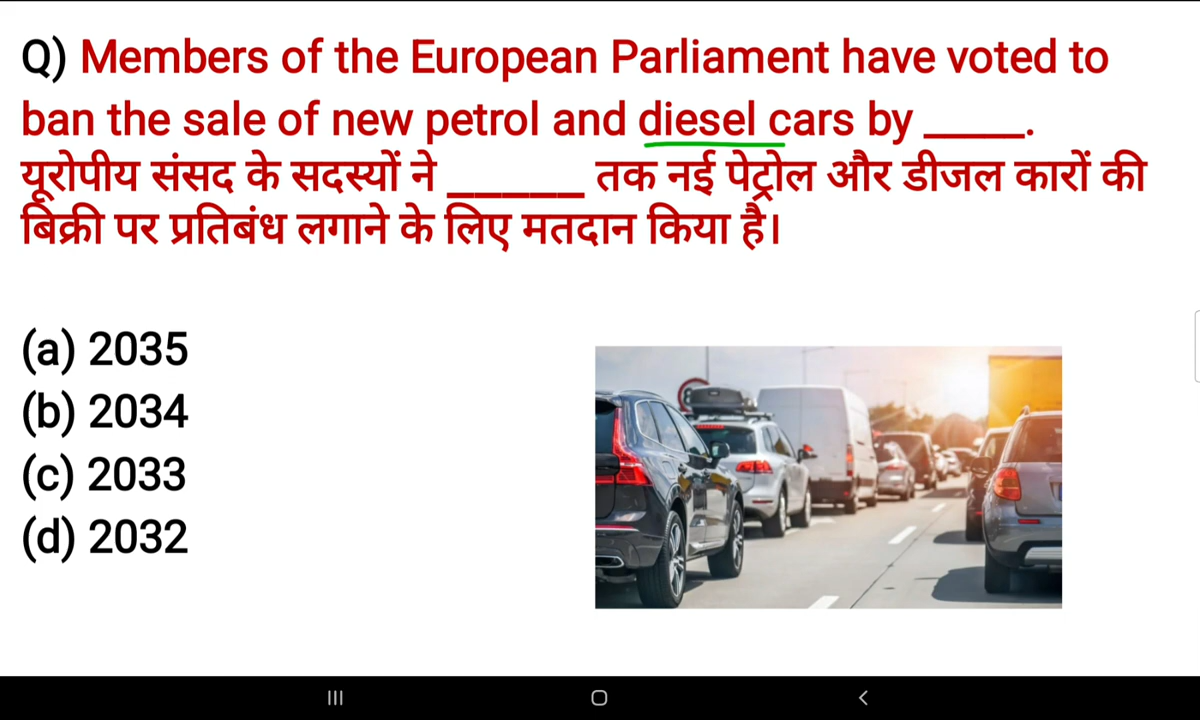 Q) Members of the European Parliament have voted to
ban the sale of new petrol and diesel cars by _____.
यूरोपीय संसद के सदस्यों ने ______ तक नई पेट्रोल और डीजल कारों की
बिक्री पर प्रतिबंध लगाने के लिए मतदान किया है।
(a) 2035
(b) 2034
(c) 2033
(d) 2032